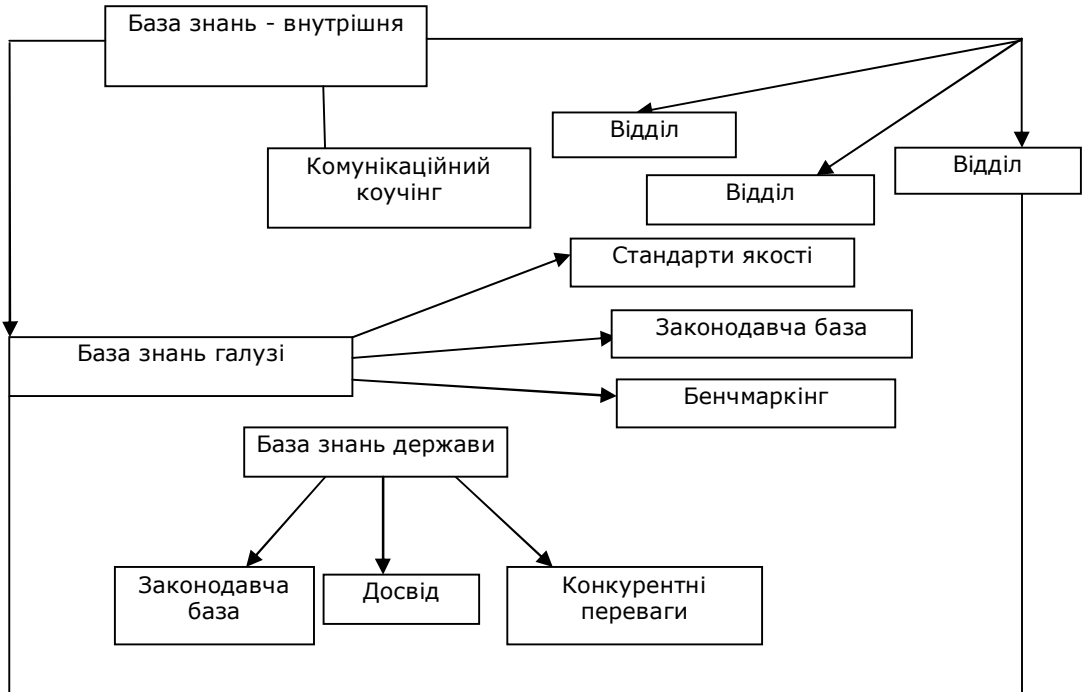 База знань - внутрішня
Відділ
Комунікаційний
коучінг
Відділ
Відділ
Стандарти якості
Законодавча база
База знань галузі
Бенчмаркінг
База знань держави
Законодавча
база
Досвід
Конкурентні
переваги